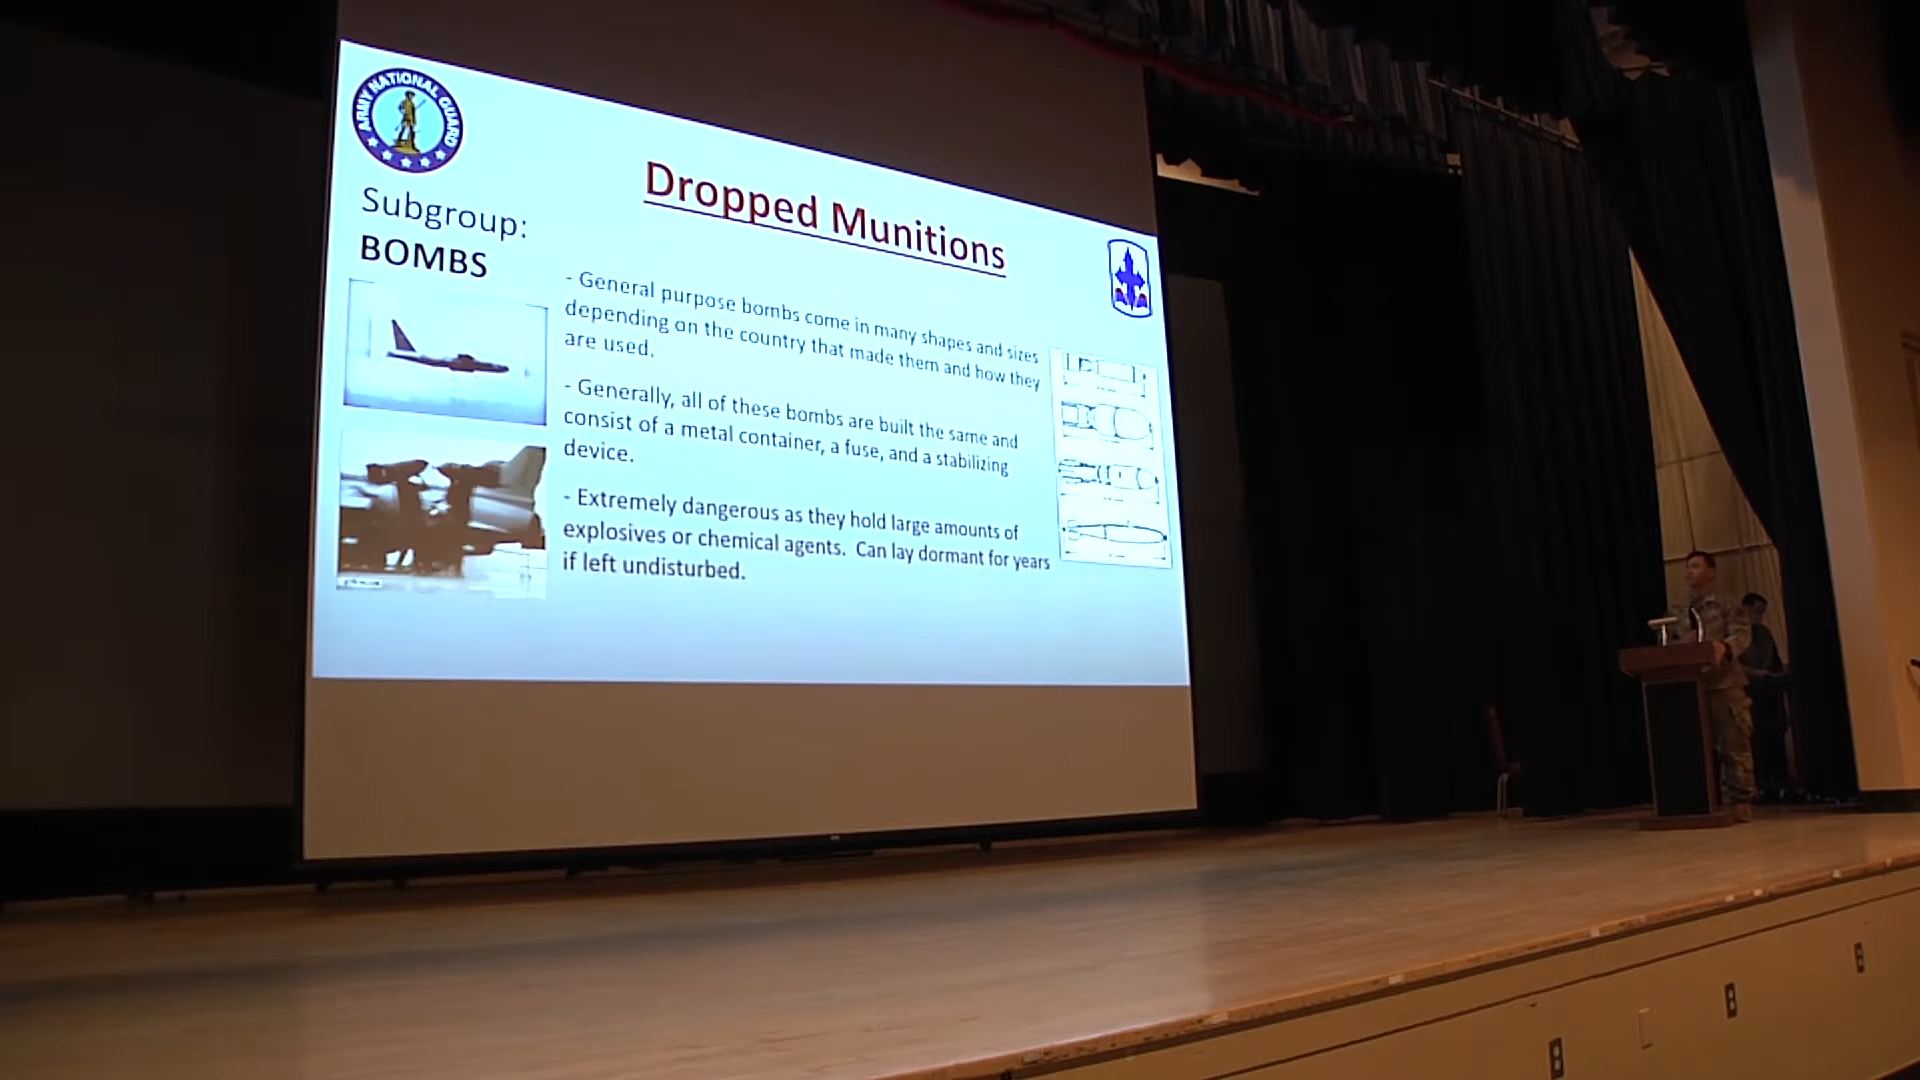 ARMY NATIONAL GUARD
Dropped Munitions
Subgroup:
BOMBS
- General purpose bombs come in many shapes and sizes
depending on the country that made them and how they
are used.
- Generally, all of these bombs are built the same and
consist of a metal container, a fuse, and a stabilizing
device.
- Extremely dangerous as they hold large amounts of
explosives or chemical agents. Can lay dormant for years
if left undisturbed.